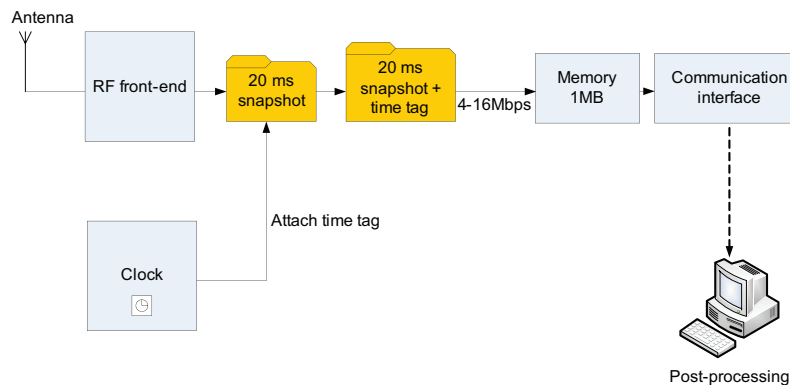 Antenna
RF front-end
20 ms
snapshot
20 ms
snapshot +
time tag
4-16Mbps
Memory
1MB
Communication
interface
Attach time tag
Clock
Post-processing